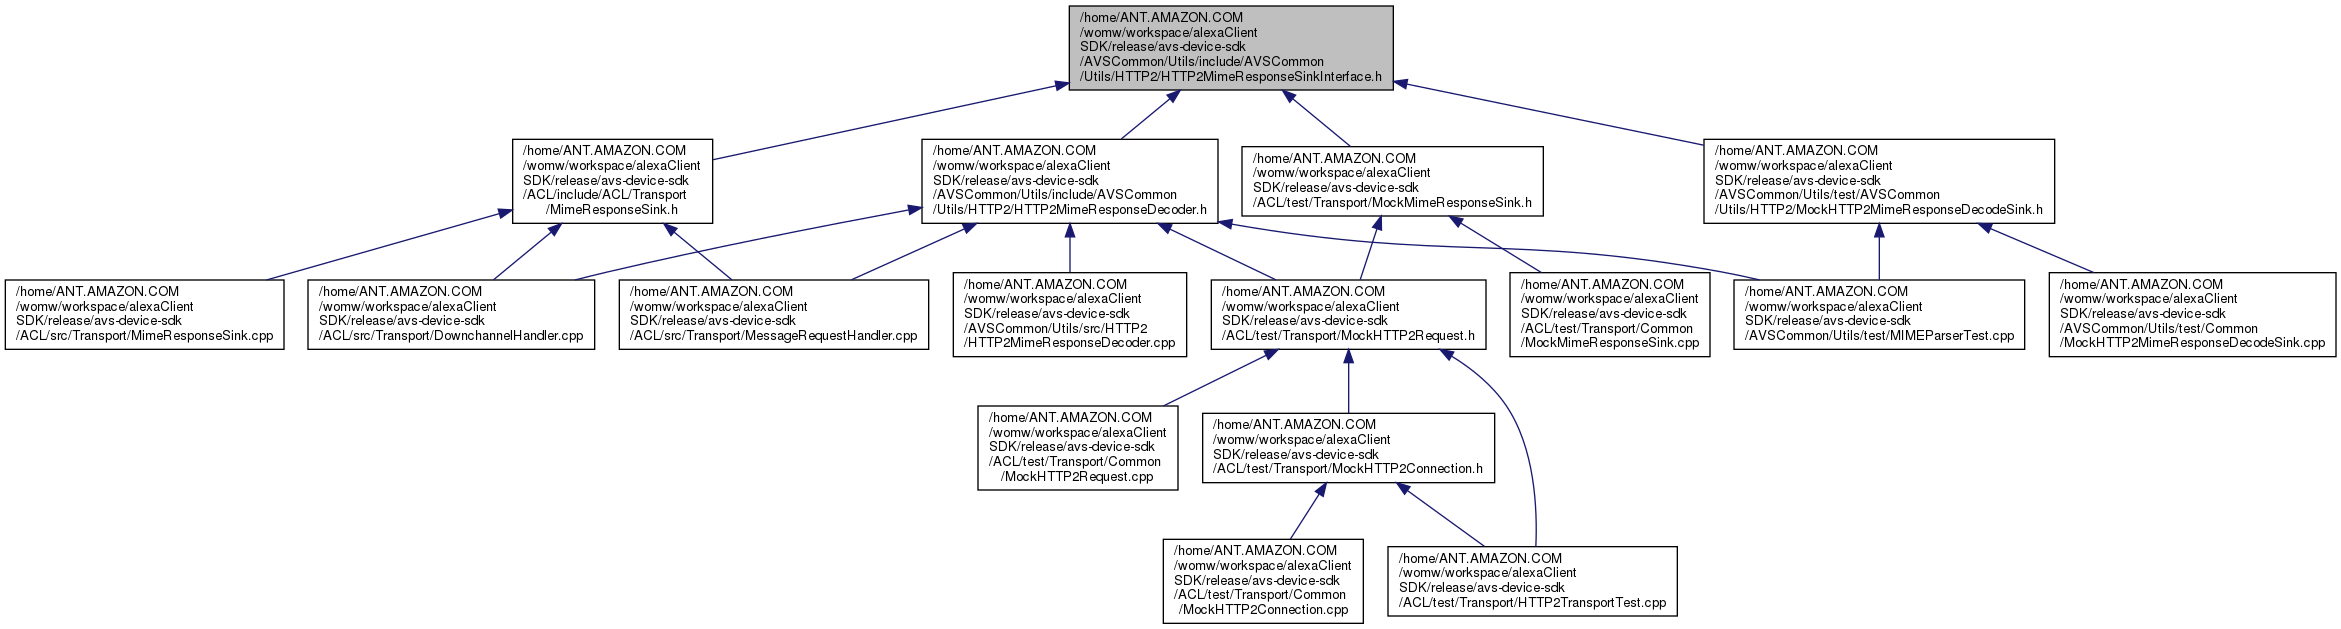 /home/ANT.AMAZON.COM
/womw/workspace/alexaClient
SDK/release/avs-device-sdk
/AVSCommon/Utils/include/AVSCommon
/Utils/HTTP2/HTTP2MimeResponseSinkInterface.h
/home/ANT.AMAZON.COM
/womw/workspace/alexaClient
SDK/release/avs-device-sdk
/ACL/include/ACL/Transport
/MimeResponseSink.h
/home/ANT.AMAZON.COM
/womw/workspace/alexaClient
SDK/release/avs-device-sdk
/AVSCommon/Utils/include/AVSCommon
/Utils/HTTP2/HTTP2MimeResponseDecoder.h
/home/ANT.AMAZON.COM
/womw/workspace/alexaClient
SDK/release/avs-device-sdk
/ACL/test/Transport/MockMimeResponseSink.h
/home/ANT.AMAZON.COM
/womw/workspace/alexaClient
SDK/release/avs-device-sdk
/AVSCommon/Utils/test/AVSCommon
/Utils/HTTP2/MockHTTP2MimeResponseDecodeSink.h
/home/ANT.AMAZON.COM
/womw/workspace/alexaClient
SDK/release/avs-device-sdk
/ACL/src/Transport/MimeResponseSink.cpp
/home/ANT.AMAZON.COM
/womw/workspace/alexaClient
SDK/release/avs-device-sdk
/ACL/src/Transport/DownchannelHandler.cpp
/home/ANT.AMAZON.COM
/womw/workspace/alexaClient
SDK/release/avs-device-sdk
/ACL/src/Transport/MessageRequestHandler.cpp
/home/ANT.AMAZON.COM
/womw/workspace/alexaClient
SDK/release/avs-device-sdk
/AVSCommon/Utils/src/HTTP2
/HTTP2MimeResponseDecoder.cpp
/home/ANT.AMAZON.COM
/womw/workspace/alexaClient
SDK/release/avs-device-sdk
/ACL/test/Transport/MockHTTP2Request.h
/home/ANT.AMAZON.COM
/womw/workspace/alexaClient
SDK/release/avs-device-sdk
/ACL/test/Transport/Common
/MockMimeResponseSink.cpp
/home/ANT.AMAZON.COM
/womw/workspace/alexaClient
SDK/release/avs-device-sdk
/AVSCommon/Utils/test/MIMEParserTest.cpp
/home/ANT.AMAZON.COM
/womw/workspace/alexaClient
SDK/release/avs-device-sdk
/AVSCommon/Utils/test/Common
/MockHTTP2MimeResponseDecodeSink.cpp
/home/ANT.AMAZON.COM
/womw/workspace/alexaClient
SDK/release/avs-device-sdk
/ACL/test/Transport/Common
/MockHTTP2Request.cpp
/home/ANT.AMAZON.COM
/womw/workspace/alexaClient
SDK/release/avs-device-sdk
/ACL/test/Transport/MockHTTP2Connection.h
/home/ANT.AMAZON.COM
/womw/workspace/alexaClient
SDK/release/avs-device-sdk
/ACL/test/Transport/Common
/MockHTTP2Connection.cpp
/home/ANT.AMAZON.COM
/womw/workspace/alexaClient
SDK/release/avs-device-sdk
/ACL/test/Transport/HTTP2TransportTest.cpp